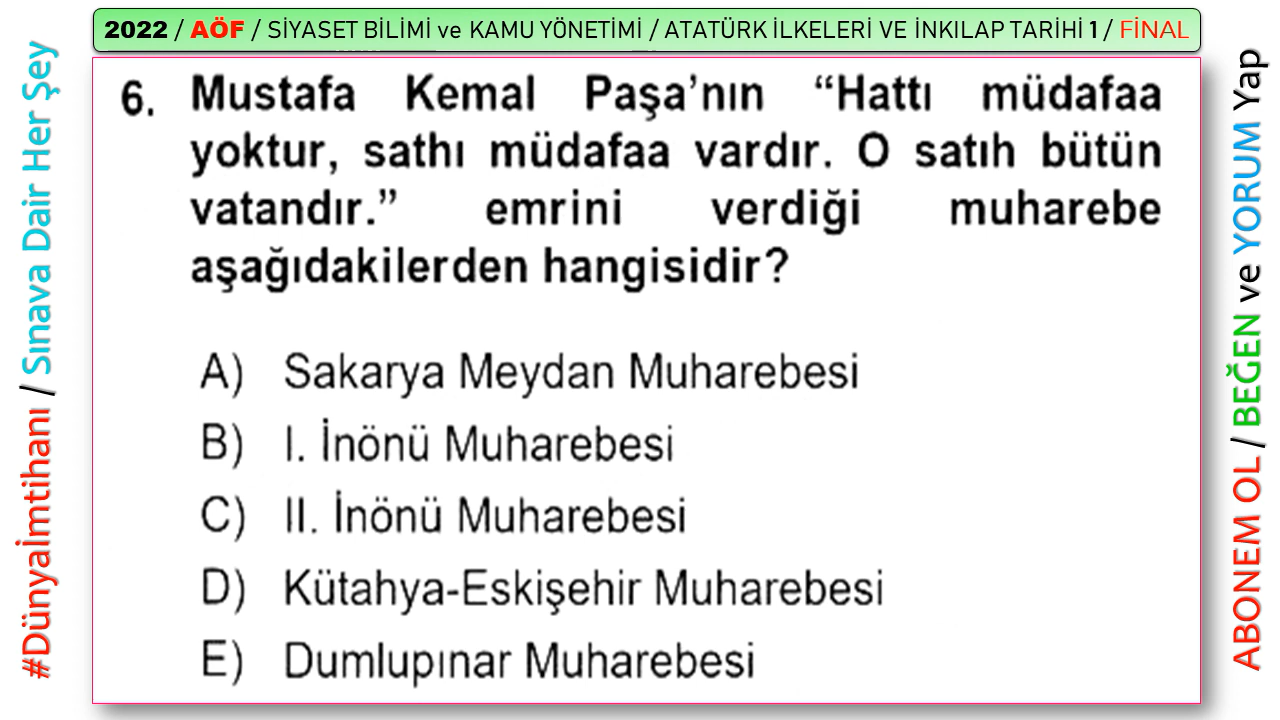 2022 / AÖF / SİYASET BİLİMİ ve KAMU YÖNETİMİ / ATATÜRK İLKELERİ VE İNKILAP TARİHİ 1 / FİNAL
#Dünyaİmtihanı / Sınava Dair Her Şey
6. Mustafa Kemal Paşa’nın “Hattı müdafaa
yoktur, sathı müdafaa vardır. O satıh bütün
vatandır.” emrini verdiği muharebe
aşağıdakilerden hangisidir?
A) Sakarya Meydan Muharebesi
B) I. İnönü Muharebesi
C) II. İnönü Muharebesi
D) Kütahya-Eskişehir Muharebesi
E) Dumlupınar Muharebesi
ABONEM OL / BEĞEN ve YORUM Yap